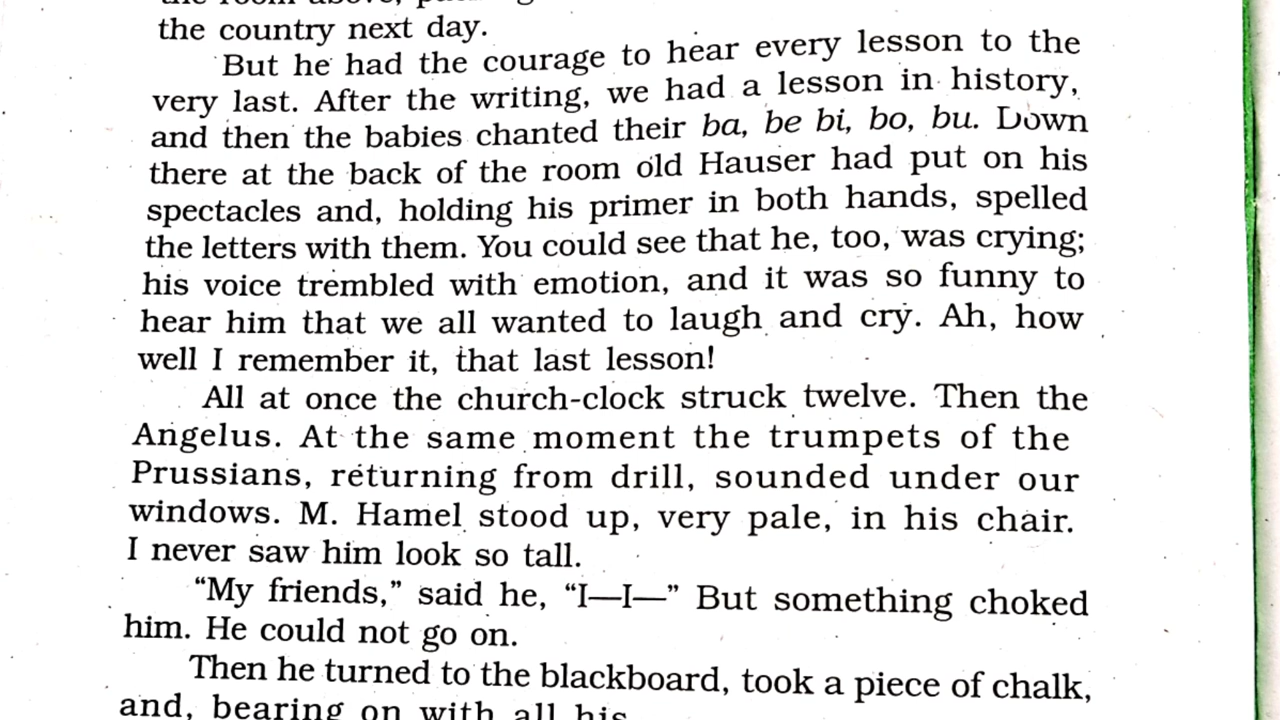 the country next day.
But he had the courage to hear every lesson to the
very last. After the writing, we had a lesson in history,
and then the babies chanted their ba, be bi, bo, bu. Down
there at the back of the room old Hauser had put on his
spectacles and, holding his primer in both hands, spelled
the letters with them. You could see that he, too, was crying;
his voice trembled with emotion, and it was so funny to
hear him that we all wanted to laugh and cry. Ah, how
well I remember it, that last lesson!
All at once the church-clock struck twelve. Then the
Angelus. At the same moment the trumpets of the
Prussians, returning from drill, sounded under our
windows. M. Hamel stood up, very pale, in his chair.
I never saw him look so tall.
“My friends,” said he, “I—I—” But something choked
him. He could not go on.
Then he turned to the blackboard, took a piece of chalk,
and, bearing on with all his